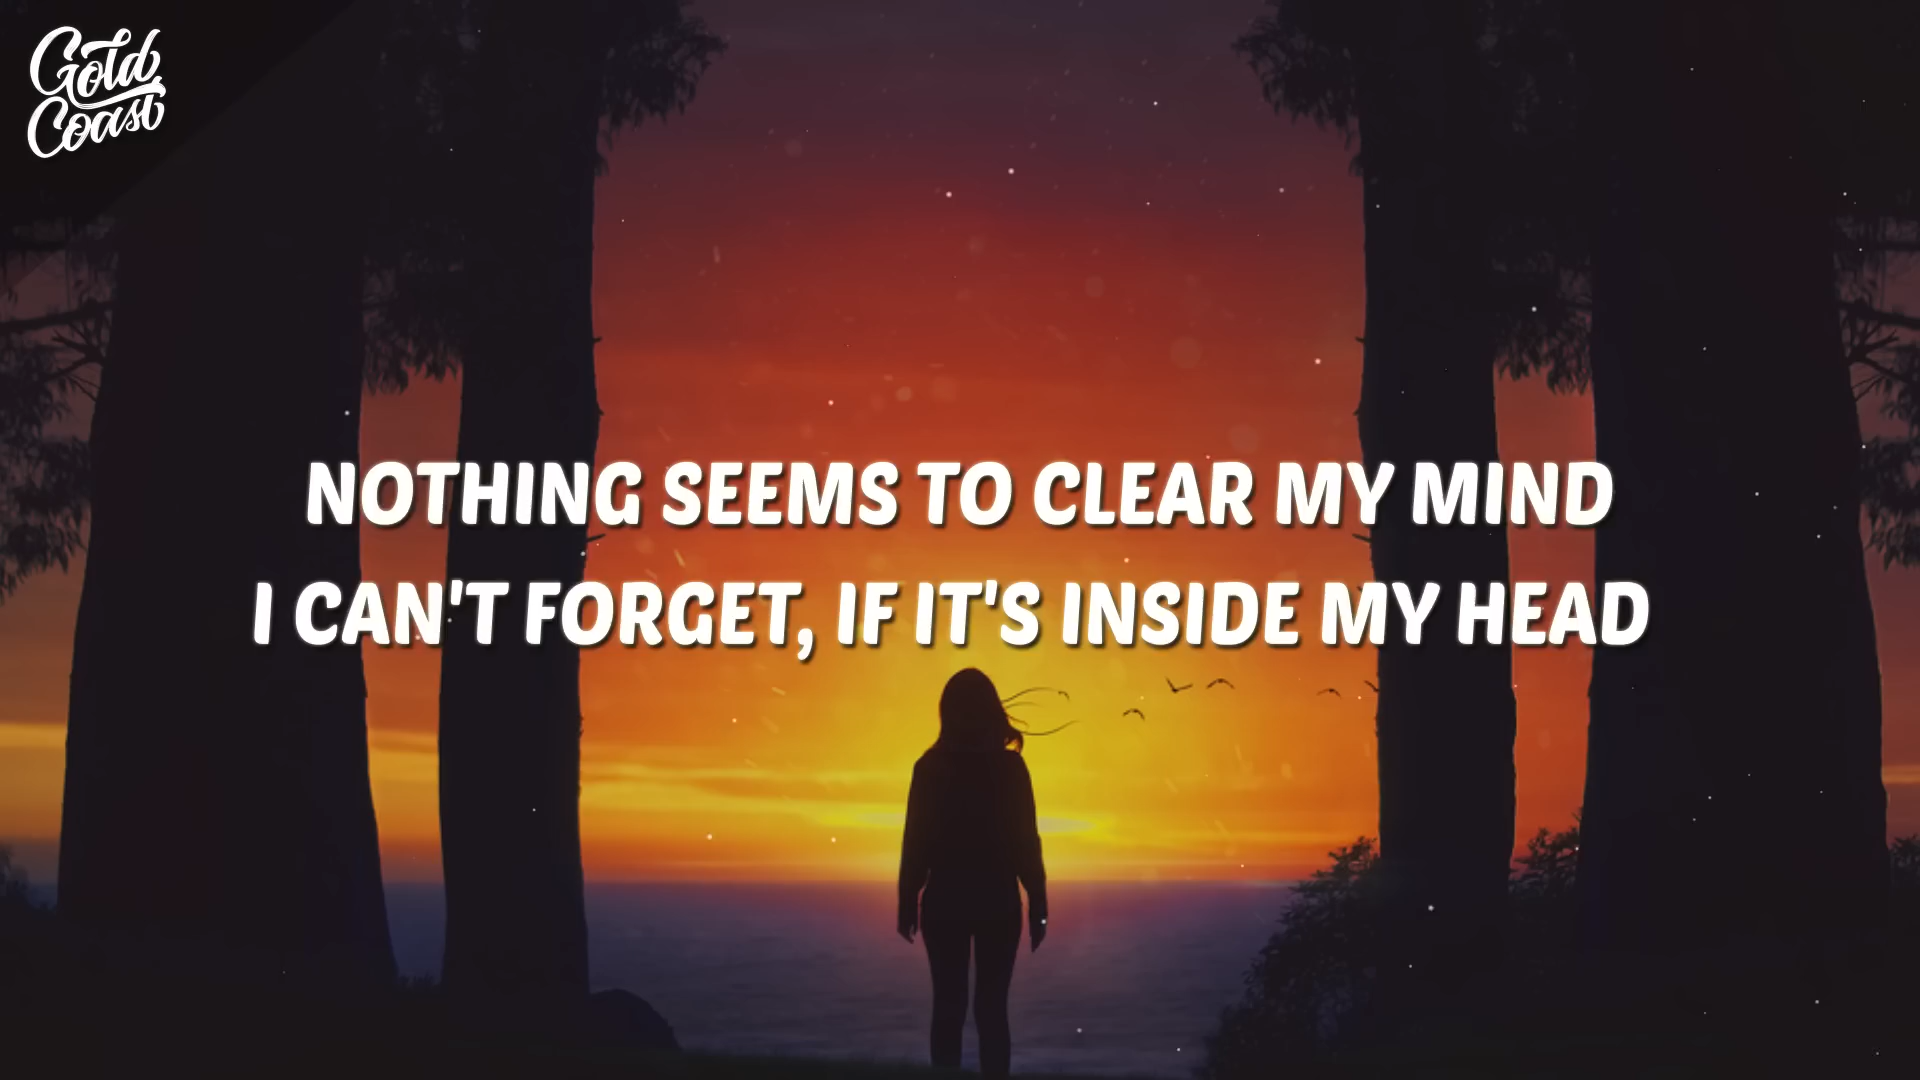 Gold
Coast
NOTHING SEEMS TO CLEAR MY MIND
I CAN'T FORGET, IF IT'S INSIDE MY HEAD